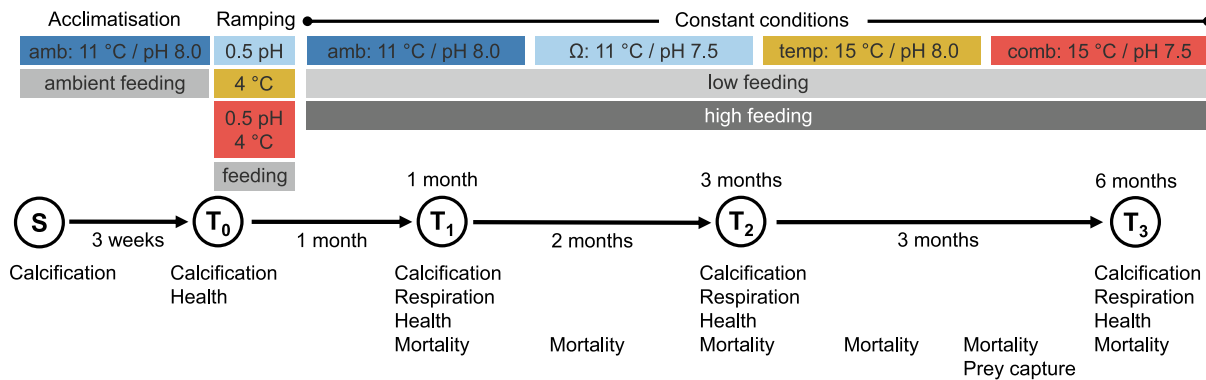 Acclimatisation Ramping Constant conditions
amb: 11 °C / pH 8.0 0.5 pH amb: 11 °C / pH 8.0 Ω: 11 °C / pH 7.5 temp: 15 °C / pH 8.0 comb: 15 °C / pH 7.5
ambient feeding 4 °C low feeding
0.5 pH high feeding
4 °C
feeding
1 month 3 months 6 months
S T0 T1 T2 T3
3 weeks 1 month 2 months 3 months
Calcification Calcification Calcification Calcification Calcification
Health Respiration Respiration Respiration
Health Health Health
Mortality Mortality Mortality Mortality Mortality Mortality
Prey capture